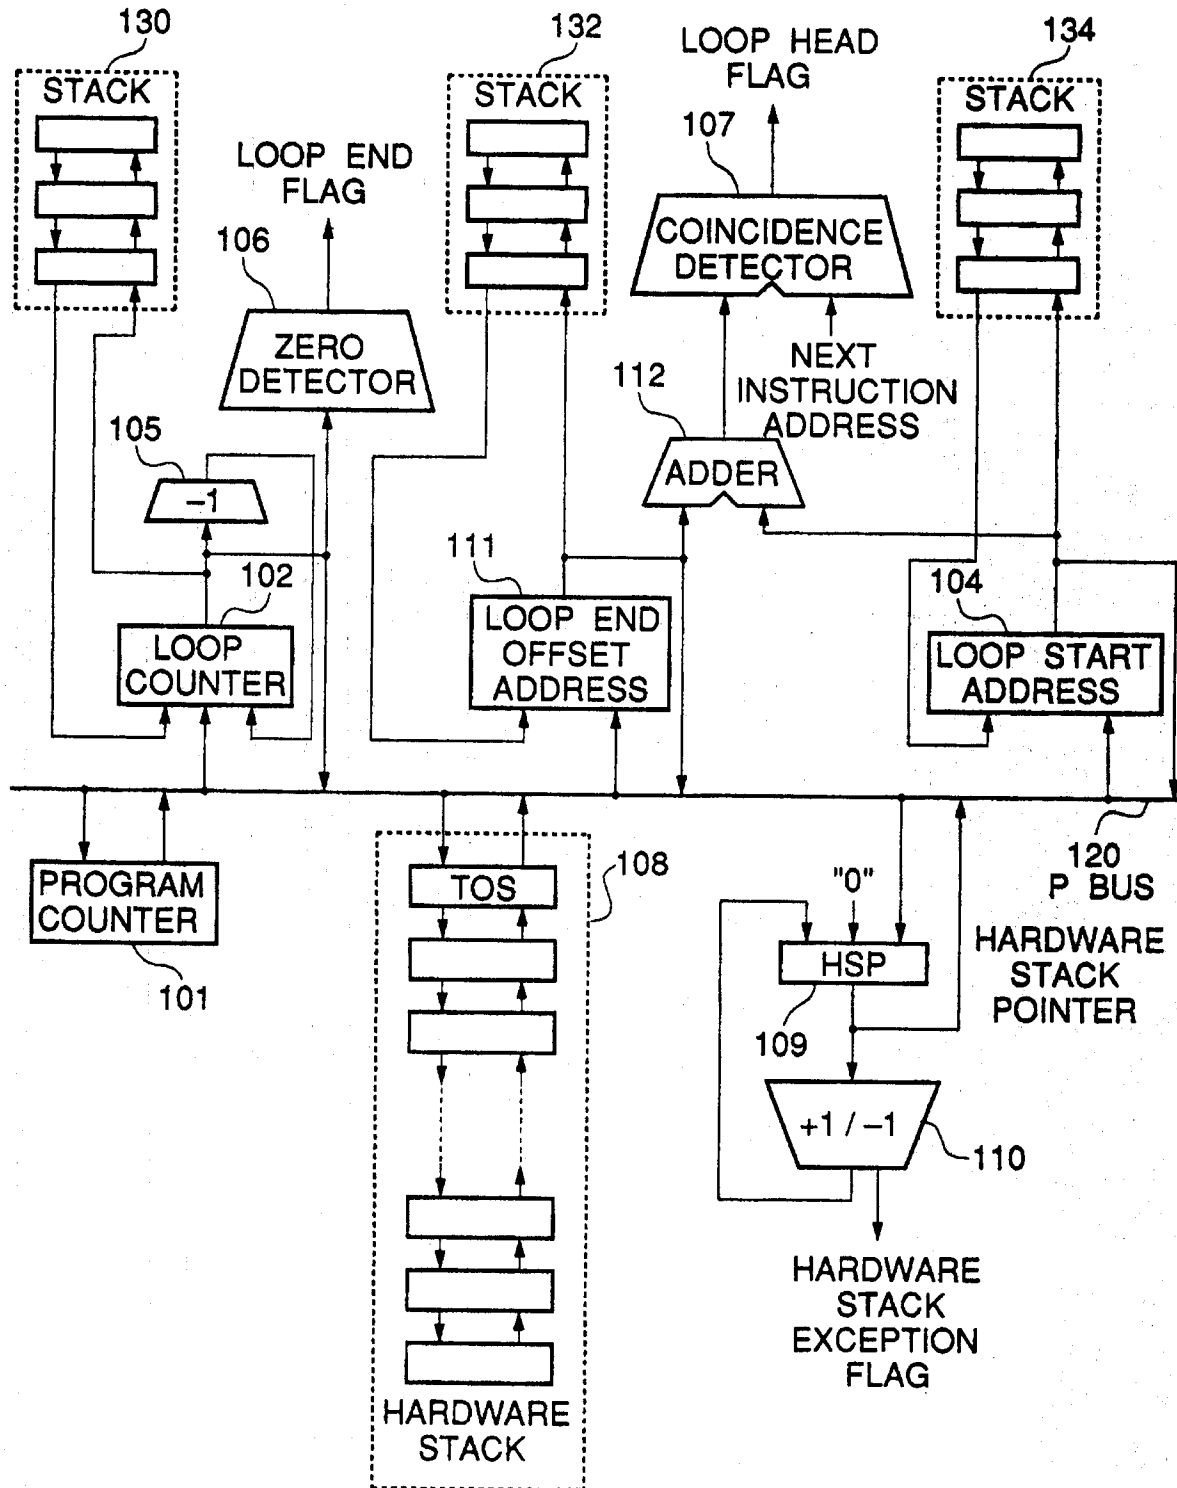 130
STACK
132
STACK
LOOP HEAD
FLAG
134
STACK
107
LOOP END
FLAG
106
COINCIDENCE
DETECTOR
ZERO
DETECTOR
NEXT
INSTRUCTION
ADDRESS
112
ADDER
105
–1
111
LOOP END
OFFSET
ADDRESS
102
LOOP
COUNTER
104
LOOP START
ADDRESS
120
P BUS
PROGRAM
COUNTER
101
108
TOS
"0"
HSP
109
HARDWARE
STACK
POINTER
+1 / –1
110
HARDWARE
STACK
EXCEPTION
FLAG
HARDWARE
STACK